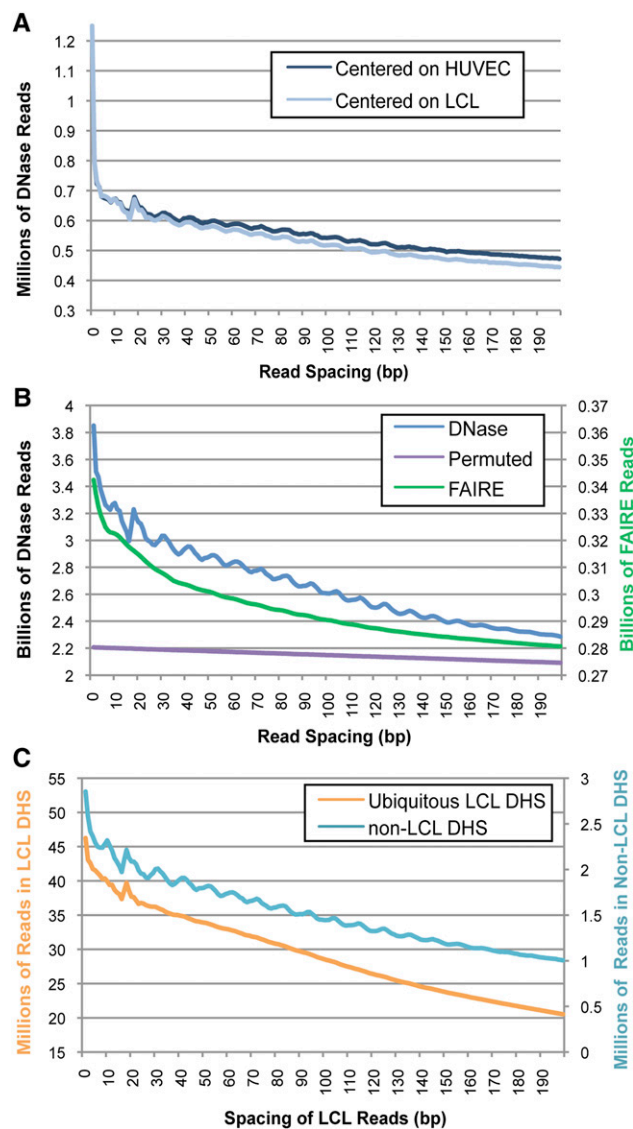 A
1.2
1.1
1
0.9
0.8
0.7
0.6
0.5
0.4
0.3
Millions of DNase Reads
Centered on HUVEC
Centered on LCL
0 10 20 30 40 50 60 70 80 90 100 110 120 130 140 150 160 170 180 190
Read Spacing (bp)
B
4
3.8
3.6
3.4
3.2
3
2.8
2.6
2.4
2.2
2
Billions of DNase Reads
DNase
Permuted
FAIRE
0.37
0.36
0.35
0.34
0.33
0.32
0.31
0.3
0.29
0.28
0.27
Billions of FAIRE Reads
0 10 20 30 40 50 60 70 80 90 100 110 120 130 140 150 160 170 180 190
Read Spacing (bp)
C
55
50
45
40
35
30
25
20
15
Millions of Reads in LCL DHS
Ubiquitous LCL DHS
non-LCL DHS
3
2.5
2
1.5
1
0.5
0
Millions of Reads in Non-LCL DHS
0 10 20 30 40 50 60 70 80 90 100 110 120 130 140 150 160 170 180 190
Spacing of LCL Reads (bp)